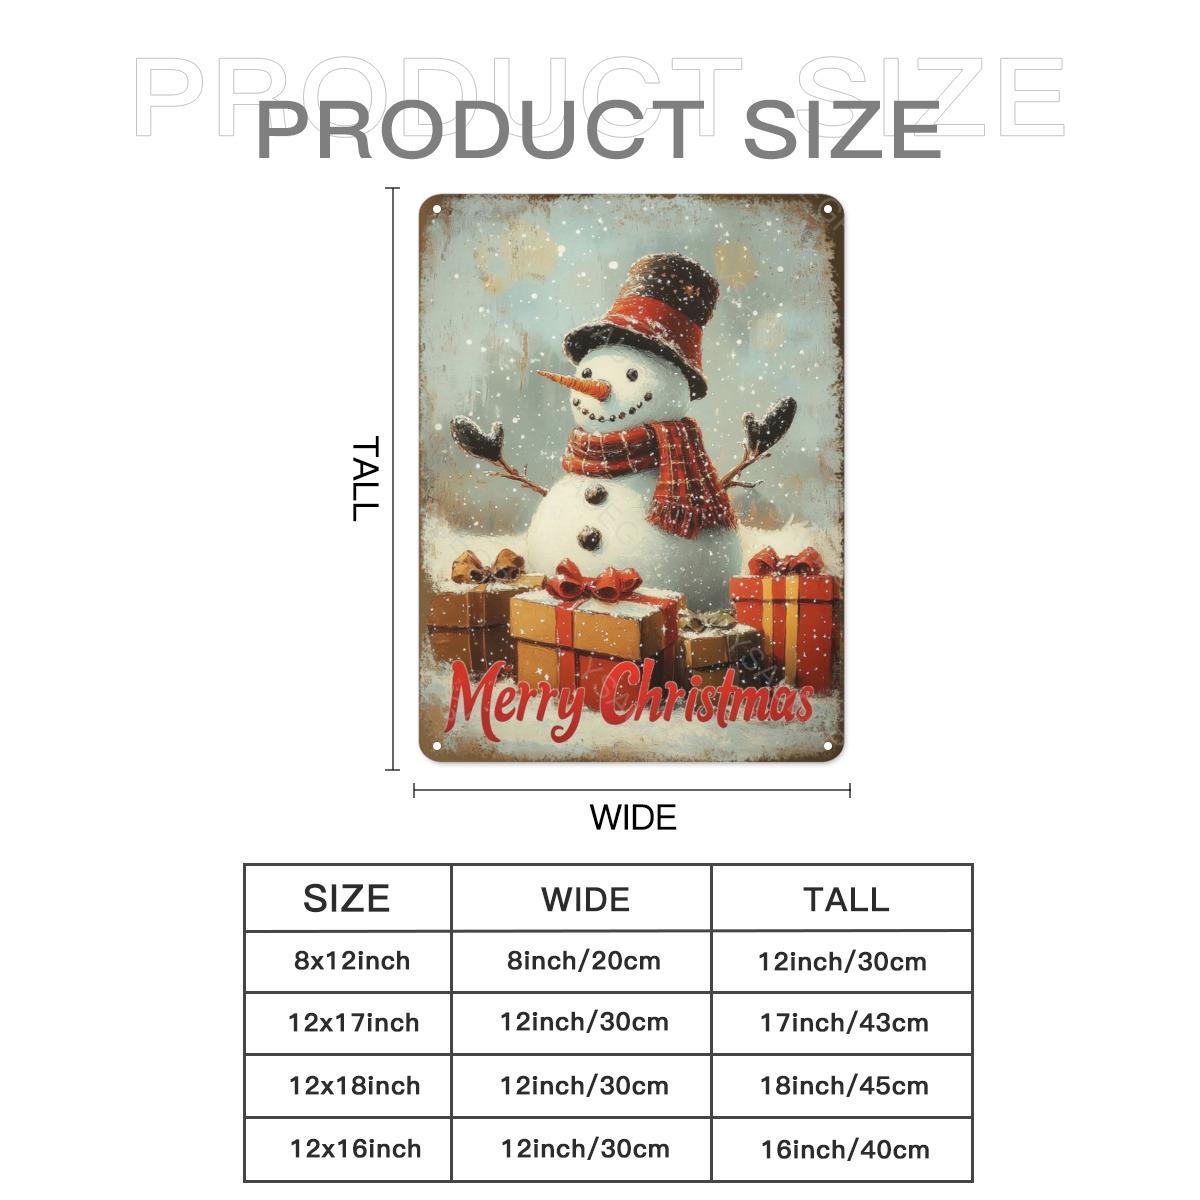 PRODUCT SIZE
PRODUCT SIZE
TALL
Merry Christmas
WIDE
SIZE WIDE TALL
8x12inch 8inch/20cm 12inch/30cm
12x17inch 12inch/30cm 17inch/43cm
12x18inch 12inch/30cm 18inch/45cm
12x16inch 12inch/30cm 16inch/40cm